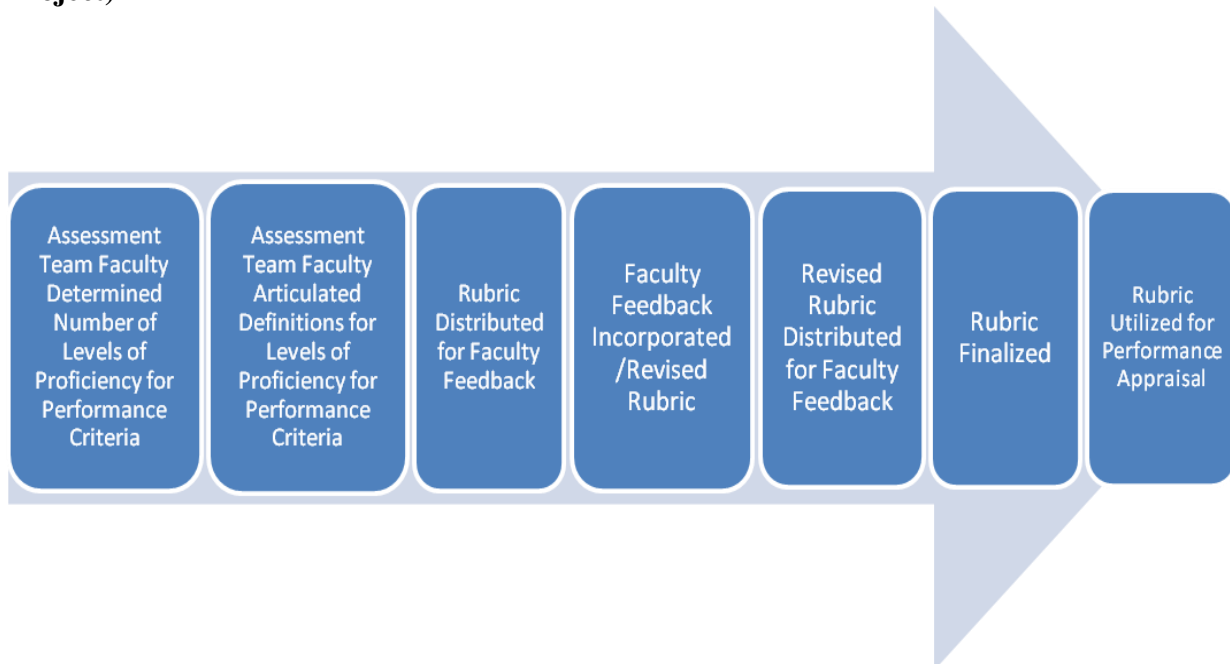 Assessment
Team Faculty
Determined
Number of
Levels of
Proficiency for
Performance
Criteria
Assessment
Team Faculty
Articulated
Definitions for
Levels of
Proficiency for
Performance
Criteria
Rubric
Distributed
for Faculty
Feedback
Faculty
Feedback
Incorporated
/Revised
Rubric
Revised
Rubric
Distributed
for Faculty
Feedback
Rubric
Finalized
Rubric
Utilized for
Performance
Appraisal